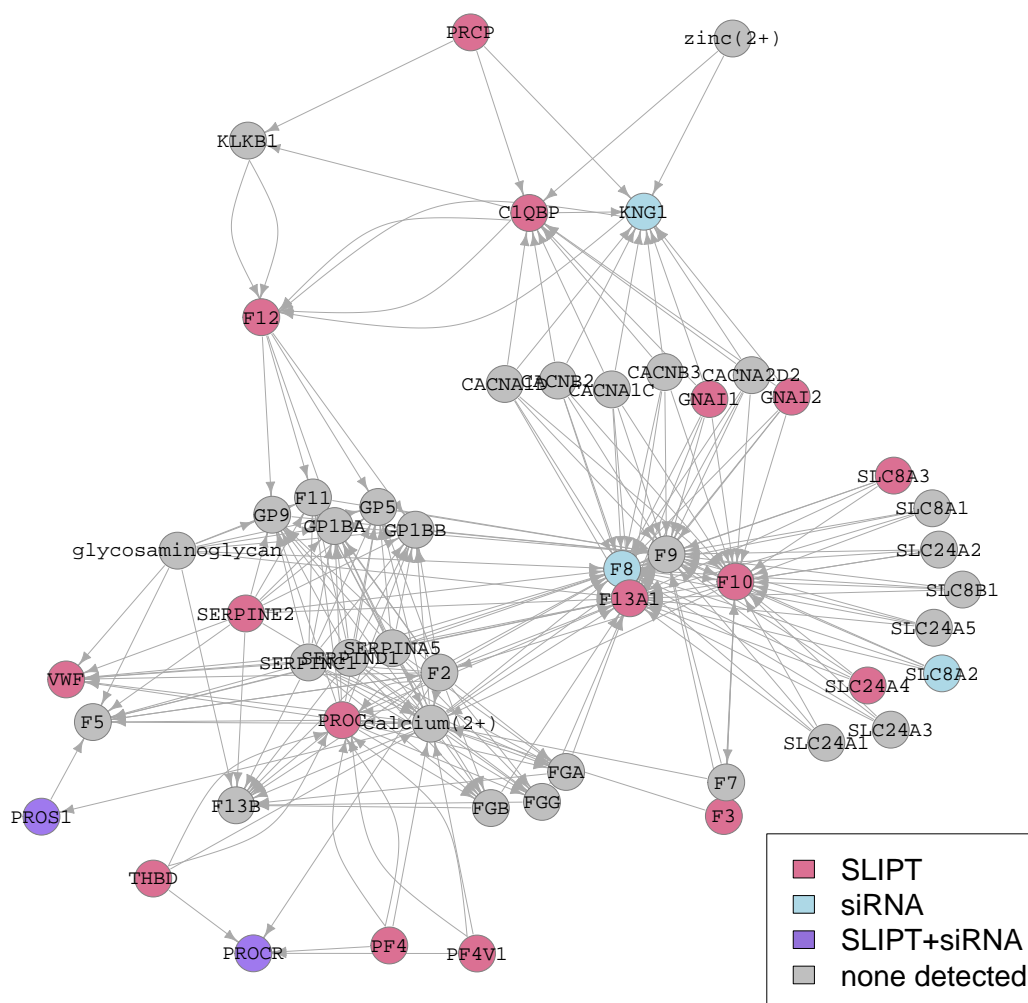 PRCP
zinc(2+)
KLKB1
C1QBP
KNG1
F12
CACNA1D
CACNB2
CACNA1C
CACNB3
CACNA2D2
GNAI1
GNAI2
SLC8A3
SLC8A1
SLC24A2
SLC8B1
SLC24A5
SLC8A2
SLC24A4
SLC24A3
SLC24A1
F11
GP9
GP1BA
GP5
GP1BB
glycosaminoglycan
F9
F8
F10
F13A1
SERPINE2
SERPINA5
SERPIND1
SERPINC1
F2
VWF
F5
PROC
calcium(2+)
FGA
FGG
FGB
F13B
F7
F3
PROS1
THBD
PROCR
PF4
PF4V1
SLIPT
siRNA
SLIPT+siRNA
none detected